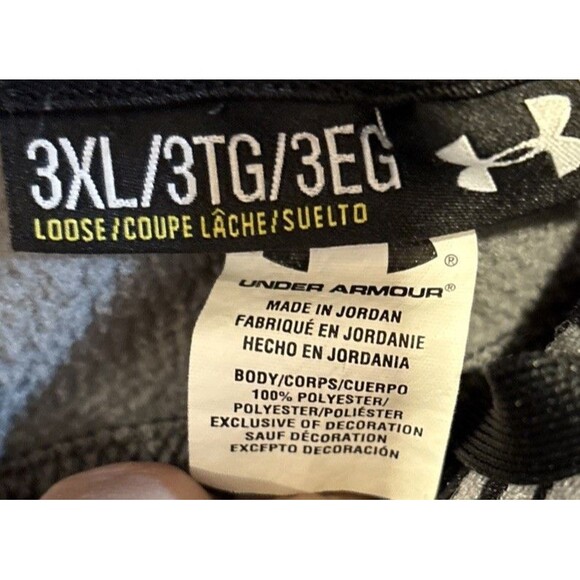 3XL/3TG/3EG
LOOSE/COUPE LÂCHE/SUELTO
®
UNDER ARMOUR®
MADE IN JORDAN
FABRIQUÉ EN JORDANIE
HECHO EN JORDANIA
BODY/CORPS/CUERPO
100% POLYESTER/
POLYESTER/POLIÉSTER
EXCLUSIVE OF DECORATION
SAUF DÉCORATION
EXCEPTO DECORACIÓN